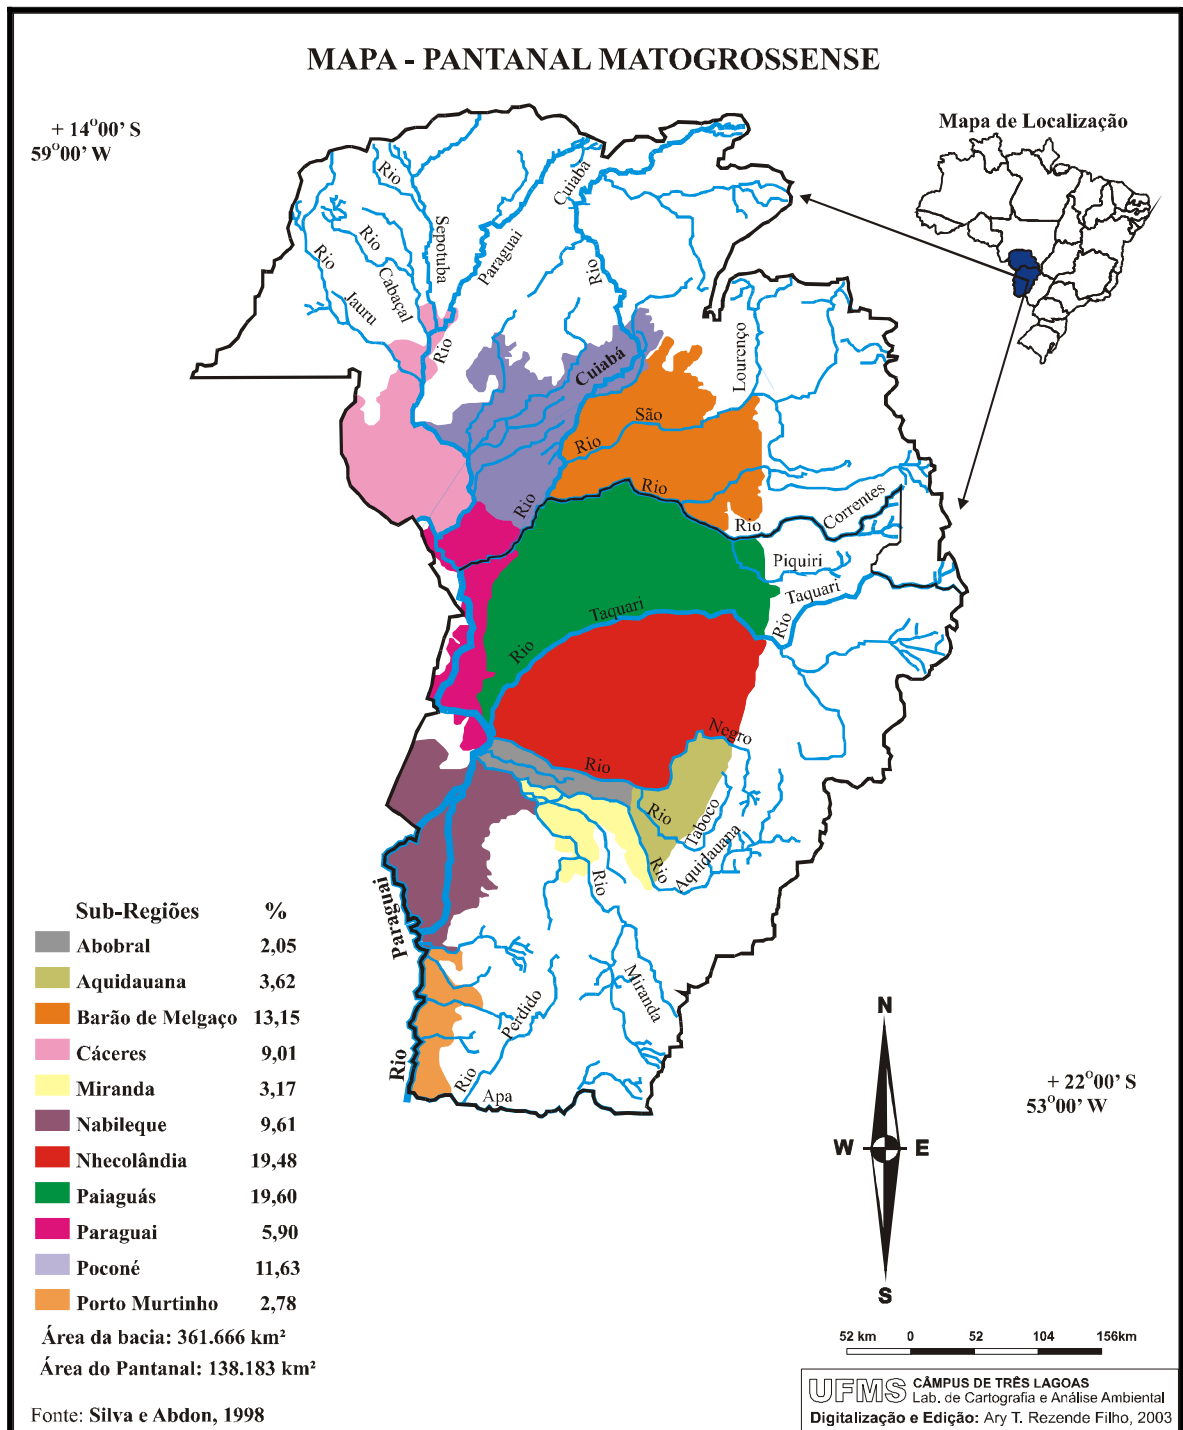 MAPA - PANTANAL MATOGROSSENSE
+ 14°00' S
59°00' W
Mapa de Localização
Rio
Sepotuba
Rio
Cabaçal
Rio
Jauru
Paraguai
Rio
Cuiabá
Rio
Cuiabá
Rio
Lourenço
São
Rio
Rio
Correntes
Rio
Piquiri
Taquari
Rio
Taquari
Rio
Negro
Rio
Rio
Taboco
Aquidauana
Rio
Rio
Miranda
Perdido
Rio
Apa
Paraguai
Rio
Sub-Regiões %
Abobral 2,05
Aquidauana 3,62
Barão de Melgaço 13,15
Cáceres 9,01
Miranda 3,17
Nabileque 9,61
Nhecolândia 19,48
Paiaguás 19,60
Paraguai 5,90
Poconé 11,63
Porto Murtinho 2,78
Área da bacia: 361.666 km²
Área do Pantanal: 138.183 km²
Fonte: Silva e Abdon, 1998
N
W E
S
+ 22°00' S
53°00' W
52 km 0 52 104 156km
UFMS CÂMPUS DE TRÊS LAGOAS
Lab. de Cartografia e Análise Ambiental
Digitalização e Edição: Ary T. Rezende Filho, 2003